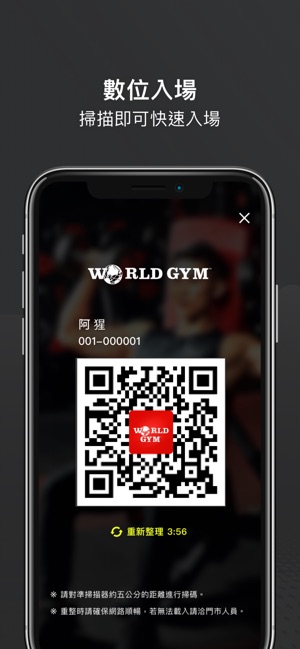 數位入場
掃描即可快速入場
WORLD GYM
阿猩
001-000001
WORLD
GYM
重新整理 3:56
※ 請對準掃描器約五公分的距離進行掃碼。
※ 重整時請確保網路順暢，若無法載入請洽門市人員。